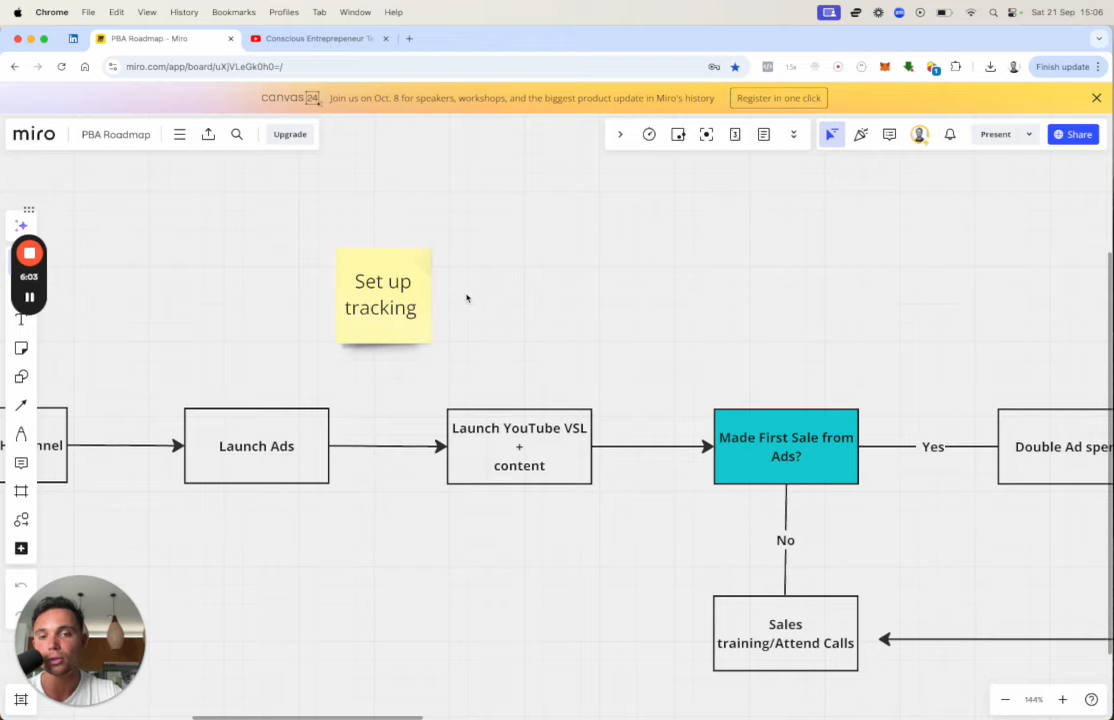 Chrome File Edit View History Bookmarks Profiles Tab Window Help
Sat 21 Sep 15:06
PBA Roadmap - Miro
Finish update
miro.com/app/board/uXjVLeGk0h0=/
canvas 24 Join us on Oct. 8 for speakers, workshops, and the biggest product update in Miro's history
Register in one click
miro
PBA Roadmap
Upgrade
Present
Share
6:03
Set up
tracking
Launch Ads
Launch YouTube VSL
+
content
Made First Sale from
Ads?
Yes
Double Ad spen
No
Sales
training/Attend Calls
144%